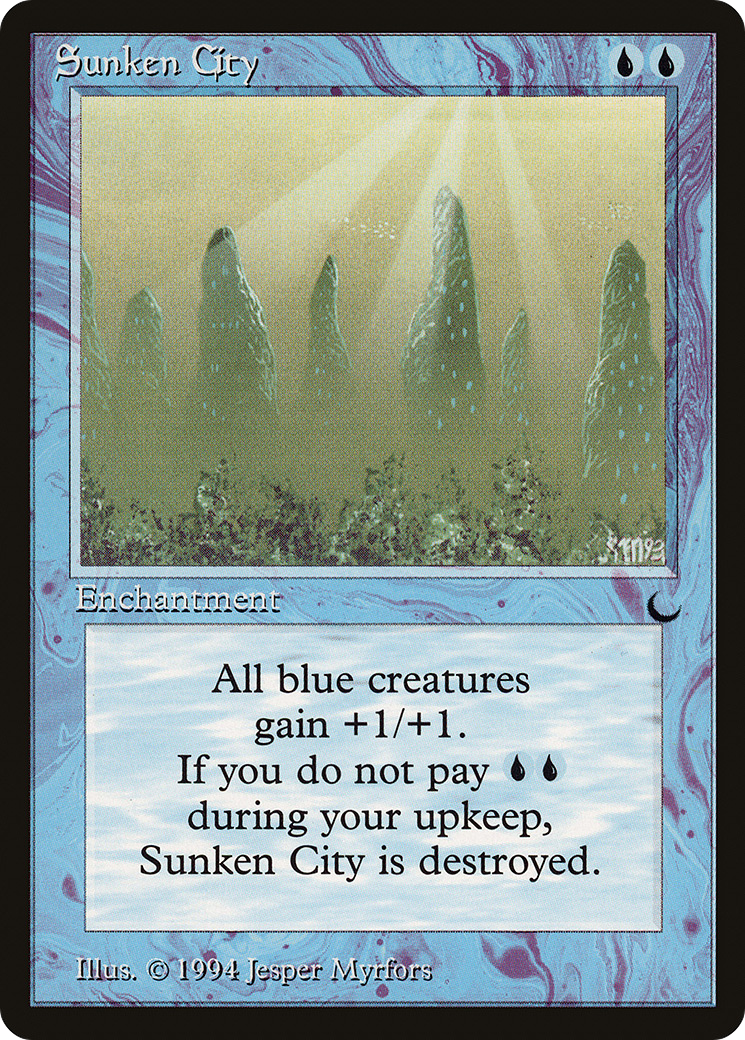 Sunken City
Enchantment
All blue creatures
gain +1/+1.
If you do not pay
during your upkeep,
Sunken City is destroyed.
Illus. © 1994 Jesper Myrfors